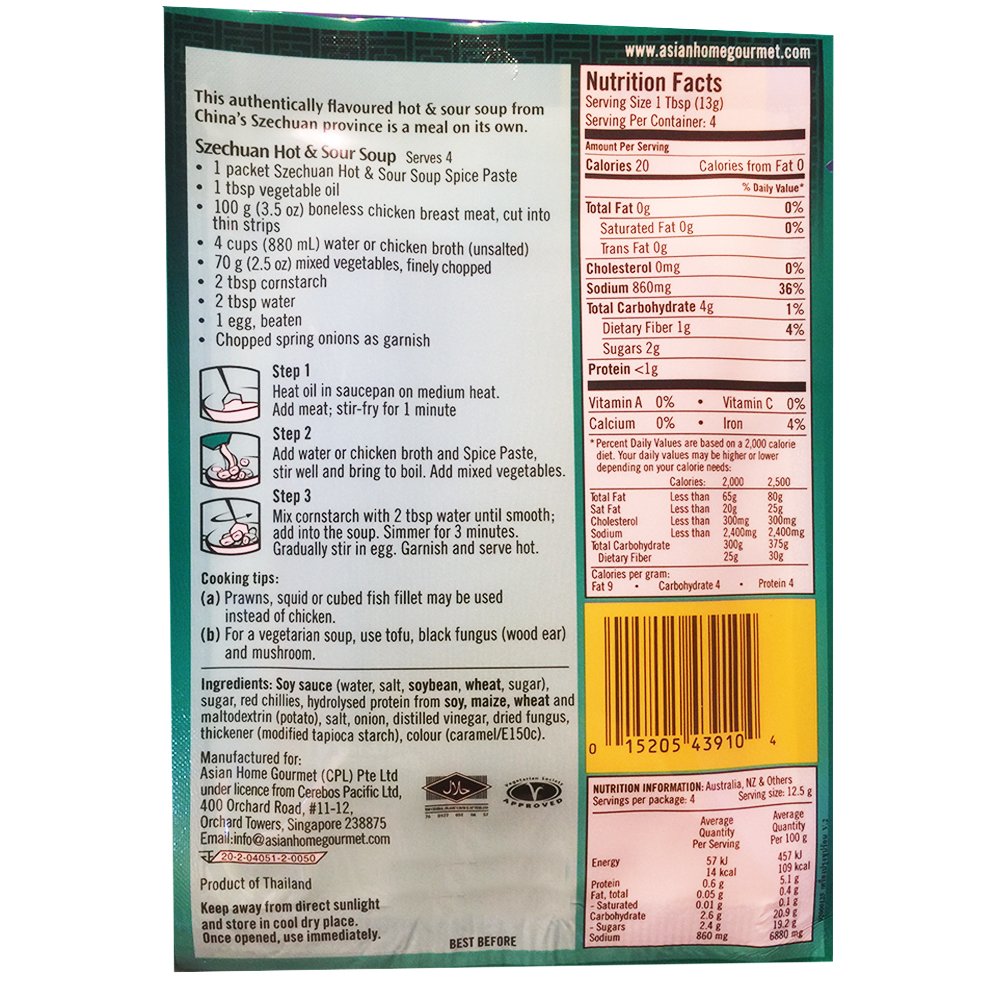 www.asianhomegourmet.com
This authentically flavoured hot & sour soup from
China's Szechuan province is a meal on its own.
Szechuan Hot & Sour Soup Serves 4
• 1 packet Szechuan Hot & Sour Soup Spice Paste
• 1 tbsp vegetable oil
• 100 g (3.5 oz) boneless chicken breast meat, cut into
thin strips
• 4 cups (880 mL) water or chicken broth (unsalted)
• 70 g (2.5 oz) mixed vegetables, finely chopped
• 2 tbsp cornstarch
• 2 tbsp water
• 1 egg, beaten
• Chopped spring onions as garnish
Step 1
Heat oil in saucepan on medium heat.
Add meat; stir-fry for 1 minute
Step 2
Add water or chicken broth and Spice Paste,
stir well and bring to boil. Add mixed vegetables.
Step 3
Mix cornstarch with 2 tbsp water until smooth;
add into the soup. Simmer for 3 minutes.
Gradually stir in egg. Garnish and serve hot.
Cooking tips:
(a) Prawns, squid or cubed fish fillet may be used
instead of chicken.
(b) For a vegetarian soup, use tofu, black fungus (wood ear)
and mushroom.
Ingredients: Soy sauce (water, salt, soybean, wheat, sugar),
sugar, red chillies, hydrolysed protein from soy, maize, wheat and
maltodextrin (potato), salt, onion, distilled vinegar, dried fungus,
thickener (modified tapioca starch), colour (caramel/E150c).
Manufactured for:
Asian Home Gourmet (CPL) Pte Ltd
under licence from Cerebos Pacific Ltd,
400 Orchard Road, #11-12,
Orchard Towers, Singapore 238875
Email:info@asianhomegourmet.com
20-2-04051-2-0050
Product of Thailand
Keep away from direct sunlight
and store in cool dry place.
Once opened, use immediately.
BEST BEFORE
حلال
Vegetarian Society
V
APPROVED
Nutrition Facts
Serving Size 1 Tbsp (13g)
Serving Per Container: 4
Amount Per Serving
Calories 20 Calories from Fat 0
% Daily Value*
Total Fat 0g 0%
Saturated Fat 0g 0%
Trans Fat 0g
Cholesterol 0mg 0%
Sodium 860mg 36%
Total Carbohydrate 4g 1%
Dietary Fiber 1g 4%
Sugars 2g
Protein <1g
Vitamin A 0% • Vitamin C 0%
Calcium 0% • Iron 4%
*Percent Daily Values are based on a 2,000 calorie
diet. Your daily values may be higher or lower
depending on your calorie needs:
Calories: 2,000 2,500
Total Fat Less than 65g 80g
Sat Fat Less than 20g 25g
Cholesterol Less than 300mg 300mg
Sodium Less than 2,400mg 2,400mg
Total Carbohydrate 300g 375g
Dietary Fiber 25g 30g
Calories per gram:
Fat 9 • Carbohydrate 4 • Protein 4
0 15205 43910 4
NUTRITION INFORMATION: Australia, NZ & Others
Servings per package: 4 Serving size: 12.5 g
Average Average
Quantity Quantity
Per Serving Per 100 g
Energy 57 kJ 457 kJ
14 kcal 109 kcal
Protein 0.6 g 5.1 g
Fat, total 0.05 g 0.4 g
- Saturated 0.01 g 0.1 g
Carbohydrate 2.6 g 20.9 g
- Sugars 2.4 g 19.2 g
Sodium 860 mg 6880 mg